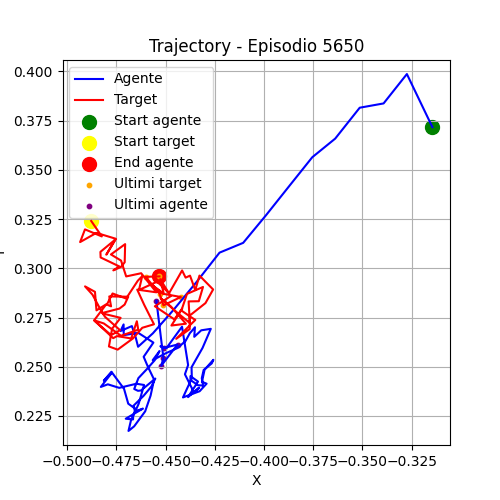 Trajectory - Episodio 5650
0.400
0.375
0.350
0.325
0.300
0.275
0.250
0.225
Agente
Target
Start agente
Start target
End agente
Ultimi target
Ultimi agente
−0.500 −0.475 −0.450 −0.425 −0.400 −0.375 −0.350 −0.325
X